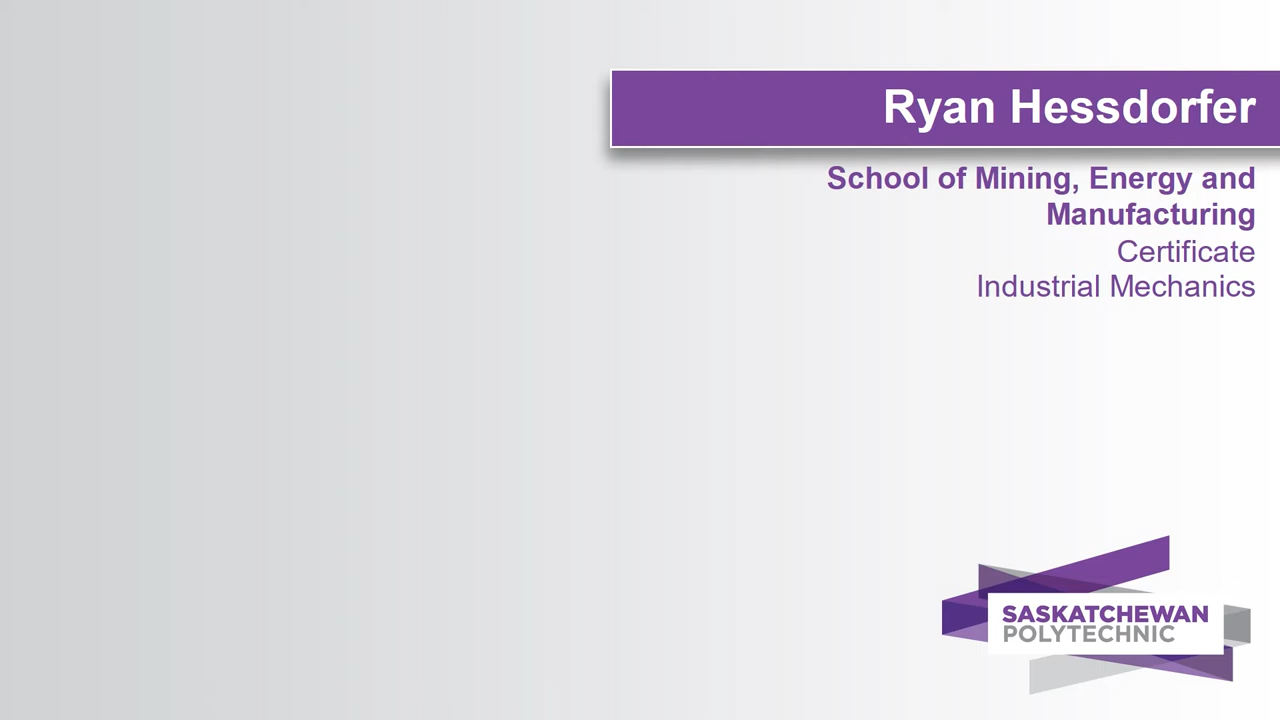 Ryan Hessdorfer
School of Mining, Energy and
Manufacturing
Certificate
Industrial Mechanics
SASKATCHEWAN
POLYTECHNIC